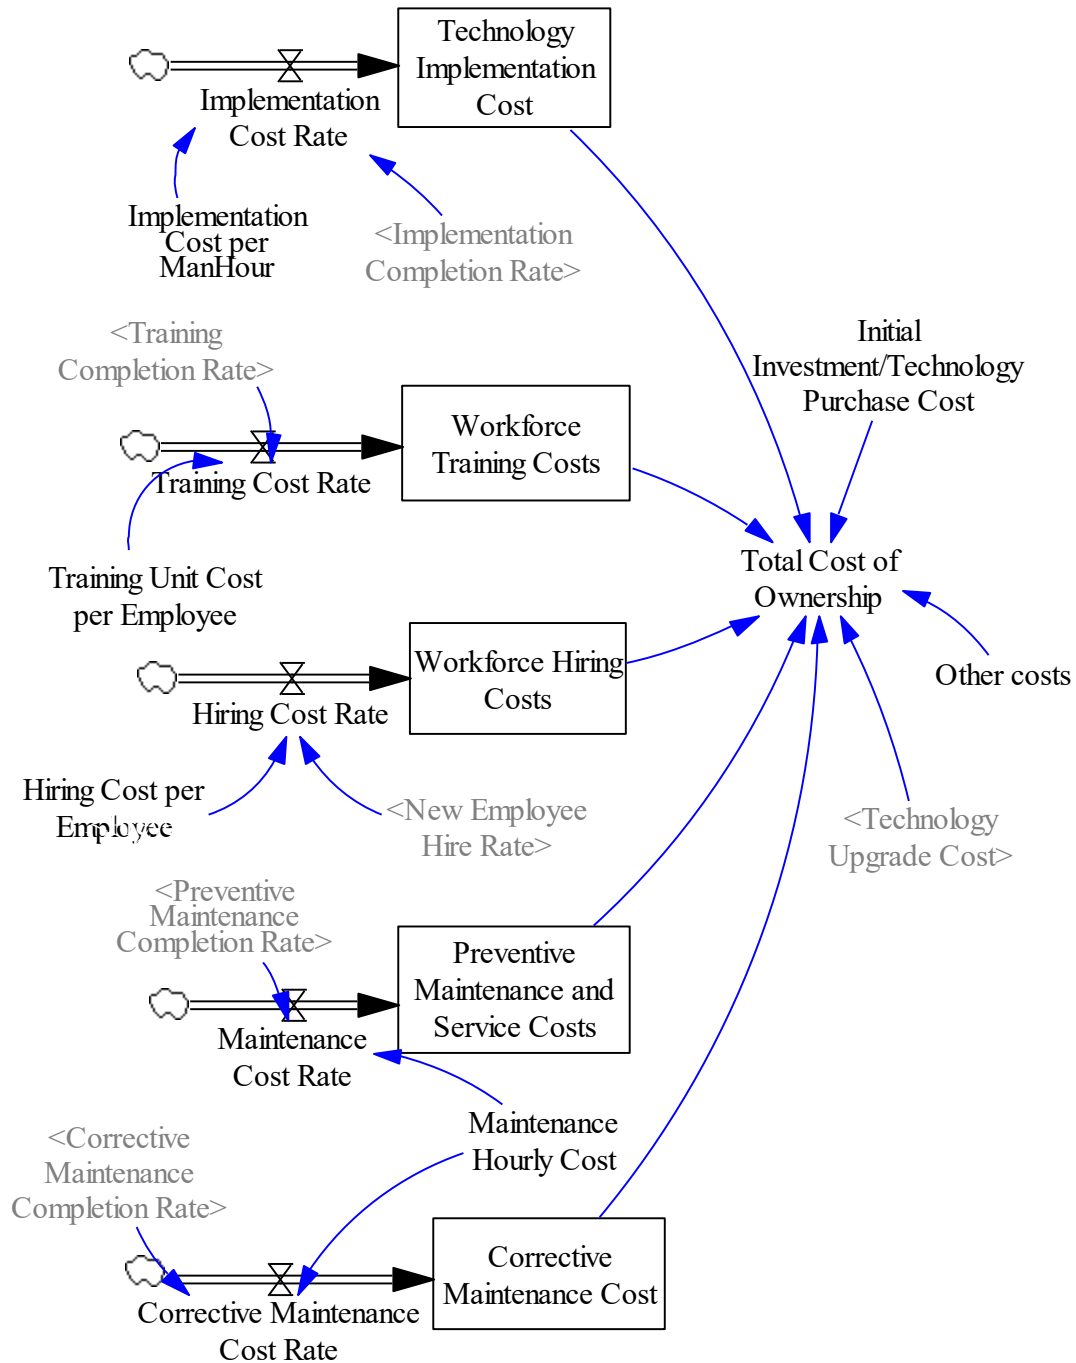 Technology
Implementation
Cost
Implementation
Cost Rate
Implementation
Cost per
ManHour
<Implementation
Completion Rate>
<Training
Completion Rate>
Initial
Investment/Technology
Purchase Cost
Workforce
Training Costs
Training Cost Rate
Total Cost of
Ownership
Training Unit Cost
per Employee
Workforce Hiring
Costs
Other costs
Hiring Cost Rate
Hiring Cost per
Employee
<New Employee
Hire Rate>
<Technology
Upgrade Cost>
<Preventive
Maintenance
Completion Rate>
Preventive
Maintenance and
Service Costs
Maintenance
Cost Rate
Maintenance
Hourly Cost
<Corrective
Maintenance
Completion Rate>
Corrective
Maintenance Cost
Corrective Maintenance
Cost Rate